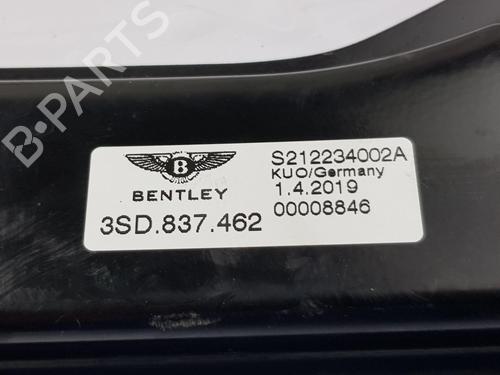 B-PARTS
B
BENTLEY
3SD.837.462
S212234002A
KUO/Germany
1.4.2019
00008846